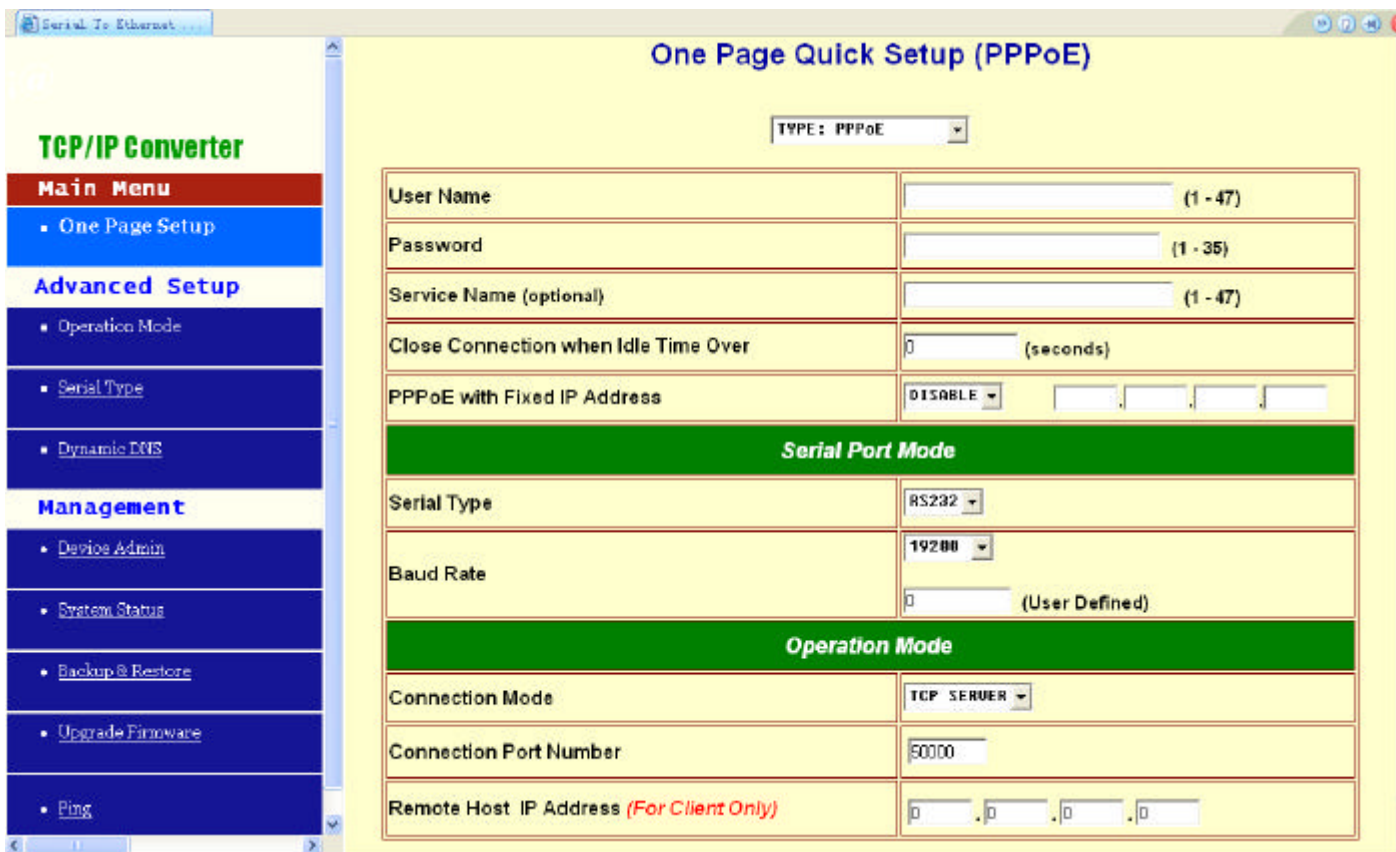 Serial To Ethernet ...
TCP/IP Converter
Main Menu
One Page Setup
Advanced Setup
Operation Mode
Serial Type
Dynamic DNS
Management
Device Admin
System Status
Backup & Restore
Upgrade Firmware
Ping
One Page Quick Setup (PPPoE)
TYPE: PPPoE
User Name (1 - 47)
Password (1 - 35)
Service Name (optional) (1 - 47)
Close Connection when Idle Time Over 0 (seconds)
PPPoE with Fixed IP Address DISABLE . . .
Serial Port Mode
Serial Type RS232
Baud Rate 19200
0 (User Defined)
Operation Mode
Connection Mode TCP SERVER
Connection Port Number 50000
Remote Host IP Address (For Client Only) 0 . 0 . 0 . 0